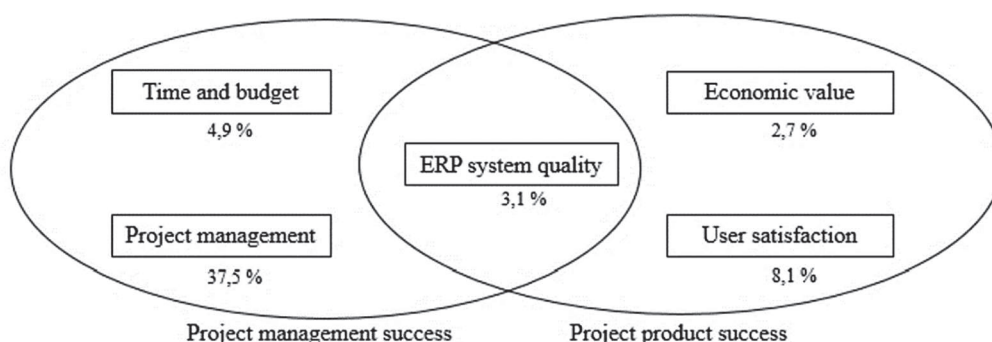 Time and budget
4,9 %
Economic value
2,7 %
ERP system quality
3,1 %
Project management
37,5 %
User satisfaction
8,1 %
Project management success
Project product success